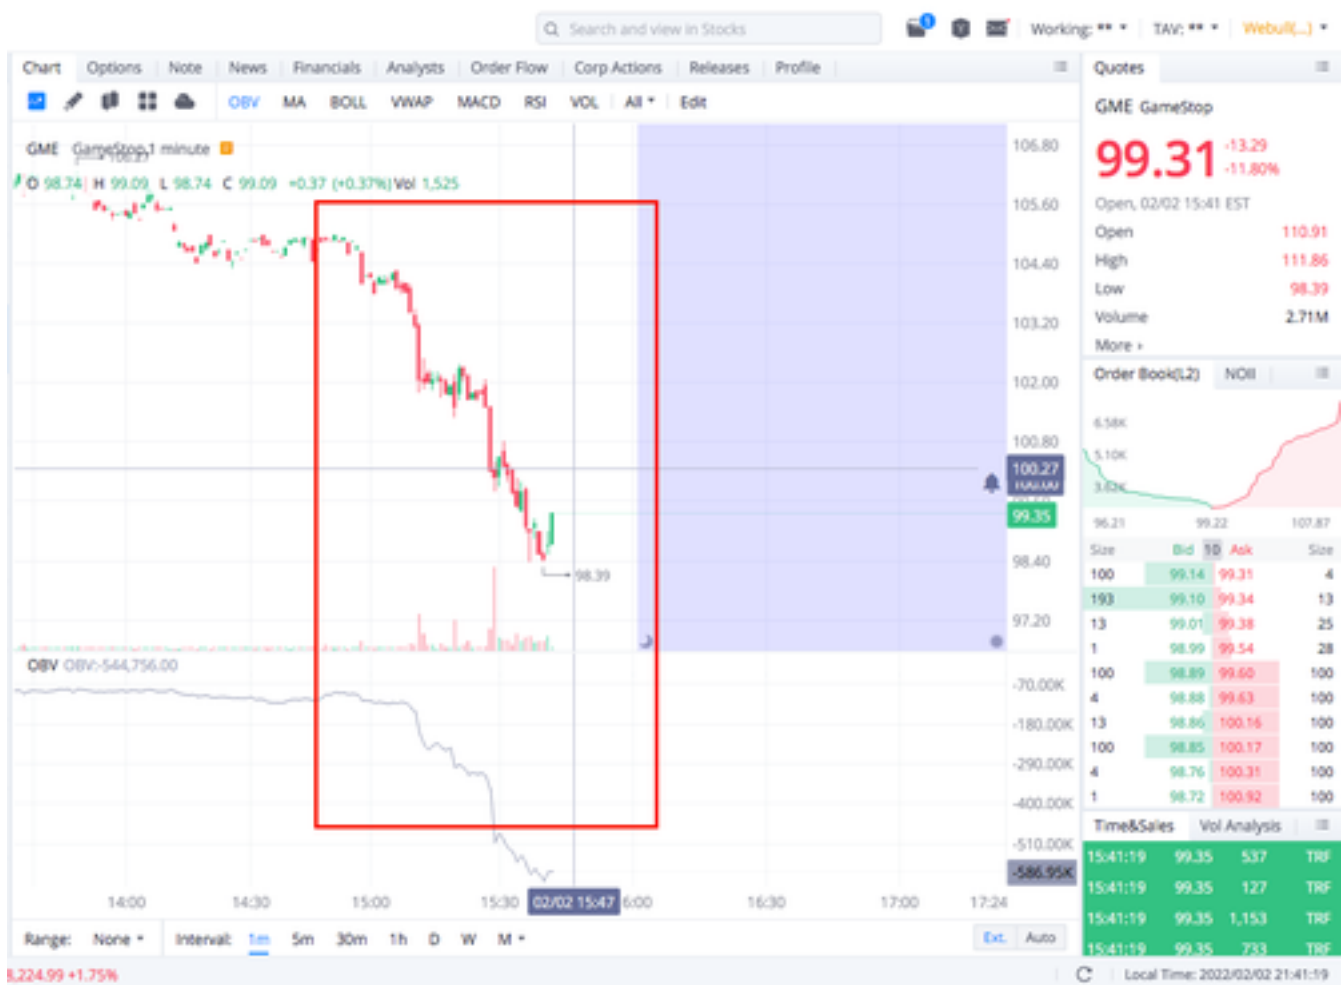 Search and view in Stocks
1
Working: ** TAV: ** Webull(...)
Chart Options Note News Financials Analysts Order Flow Corp Actions Releases Profile
OBV MA BOLL VWAP MACD RSI VOL All Edit
GME GameStop,1 minute
O 98.74 H 99.09 L 98.74 C 99.09 +0.37 (+0.37%) Vol 1,525
106.80
105.60
104.40
103.20
102.00
100.80
100.27
100.00
99.35
98.40
98.39
97.20
OBV OBV:-544,756.00
-70.00K
-180.00K
-290.00K
-400.00K
-510.00K
-586.95K
14:00 14:30 15:00 15:30 02/02 15:47 6:00 16:30 17:00 17:24
Range: None Interval: 1m 5m 30m 1h D W M
Ext. Auto
Quotes
GME GameStop
99.31 -13.29
-11.80%
Open, 02/02 15:41 EST
Open 110.91
High 111.86
Low 98.39
Volume 2.71M
More ›
Order Book(L2) NOII
6.58K
5.10K
3.62K
96.21 99.22 107.87
Size Bid 10 Ask Size
100 99.14 99.31 4
193 99.10 99.34 13
13 99.01 99.38 25
1 98.99 99.54 28
100 98.89 99.60 100
4 98.88 99.63 100
13 98.86 100.16 100
100 98.85 100.17 100
4 98.76 100.31 100
1 98.72 100.92 100
Time&Sales Vol Analysis
15:41:19 99.35 537 TRF
15:41:19 99.35 127 TRF
15:41:19 99.35 1,153 TRF
15:41:19 99.35 733 TRF
,224.99 +1.75%
Local Time: 2022/02/02 21:41:19